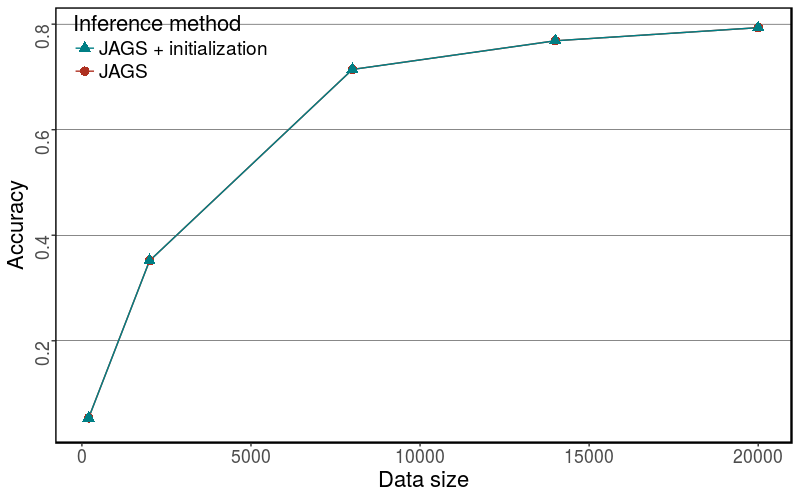 Inference method
JAGS + initialization
JAGS
0.8
0.6
0.4
0.2
Accuracy
0 5000 10000 15000 20000
Data size